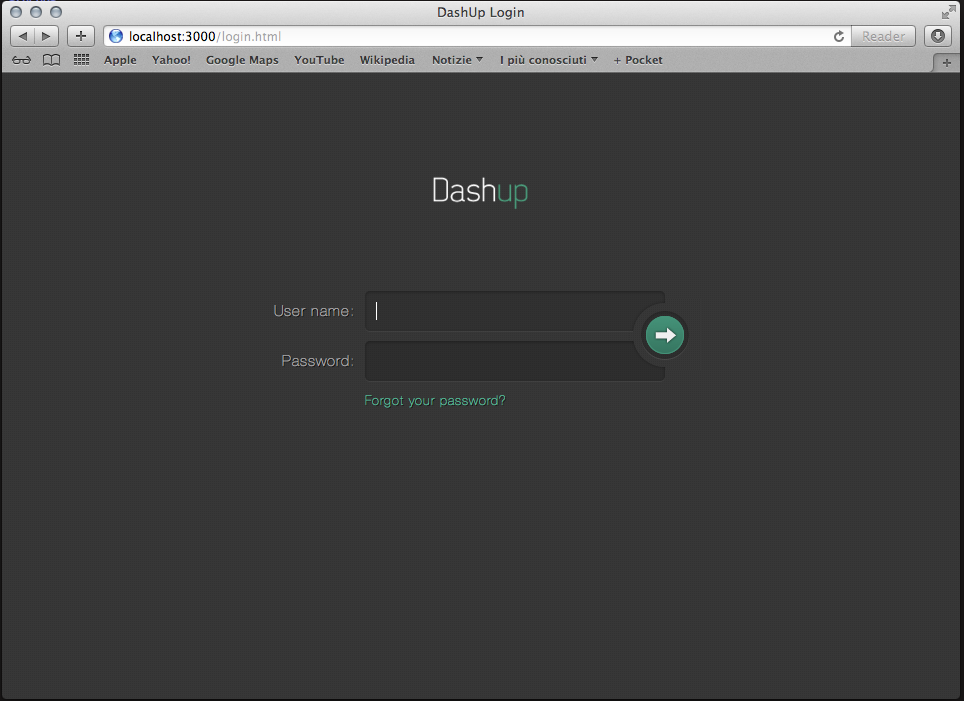 DashUp Login
localhost:3000/login.html
Reader
Apple Yahoo! Google Maps YouTube Wikipedia Notizie I più conosciuti + Pocket
Dashup
User name:
Password:
Forgot your password?